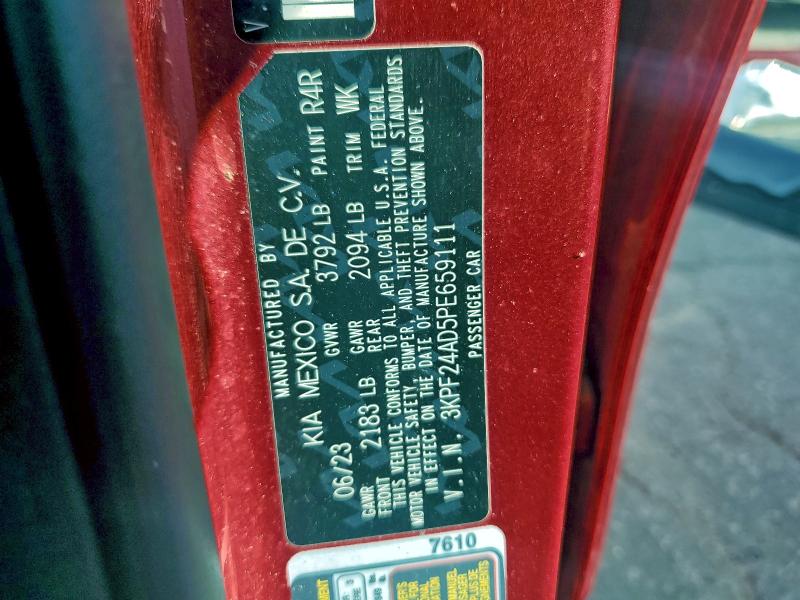 V.
MANUFACTURED BY
KIA MEXICO S.A. DE C.V.
06/23 GVWR 3792 LB PAINT R4R
GAWR FRONT 2183 LB GAWR REAR 2094 LB TRIM WK
THIS VEHICLE CONFORMS TO ALL APPLICABLE U.S.A. FEDERAL
MOTOR VEHICLE SAFETY, BUMPER, AND THEFT PREVENTION STANDARDS
IN EFFECT ON THE DATE OF MANUFACTURE SHOWN ABOVE.
V.I.N. 3KPF24AD5PE659111
PASSENGER CAR
7610